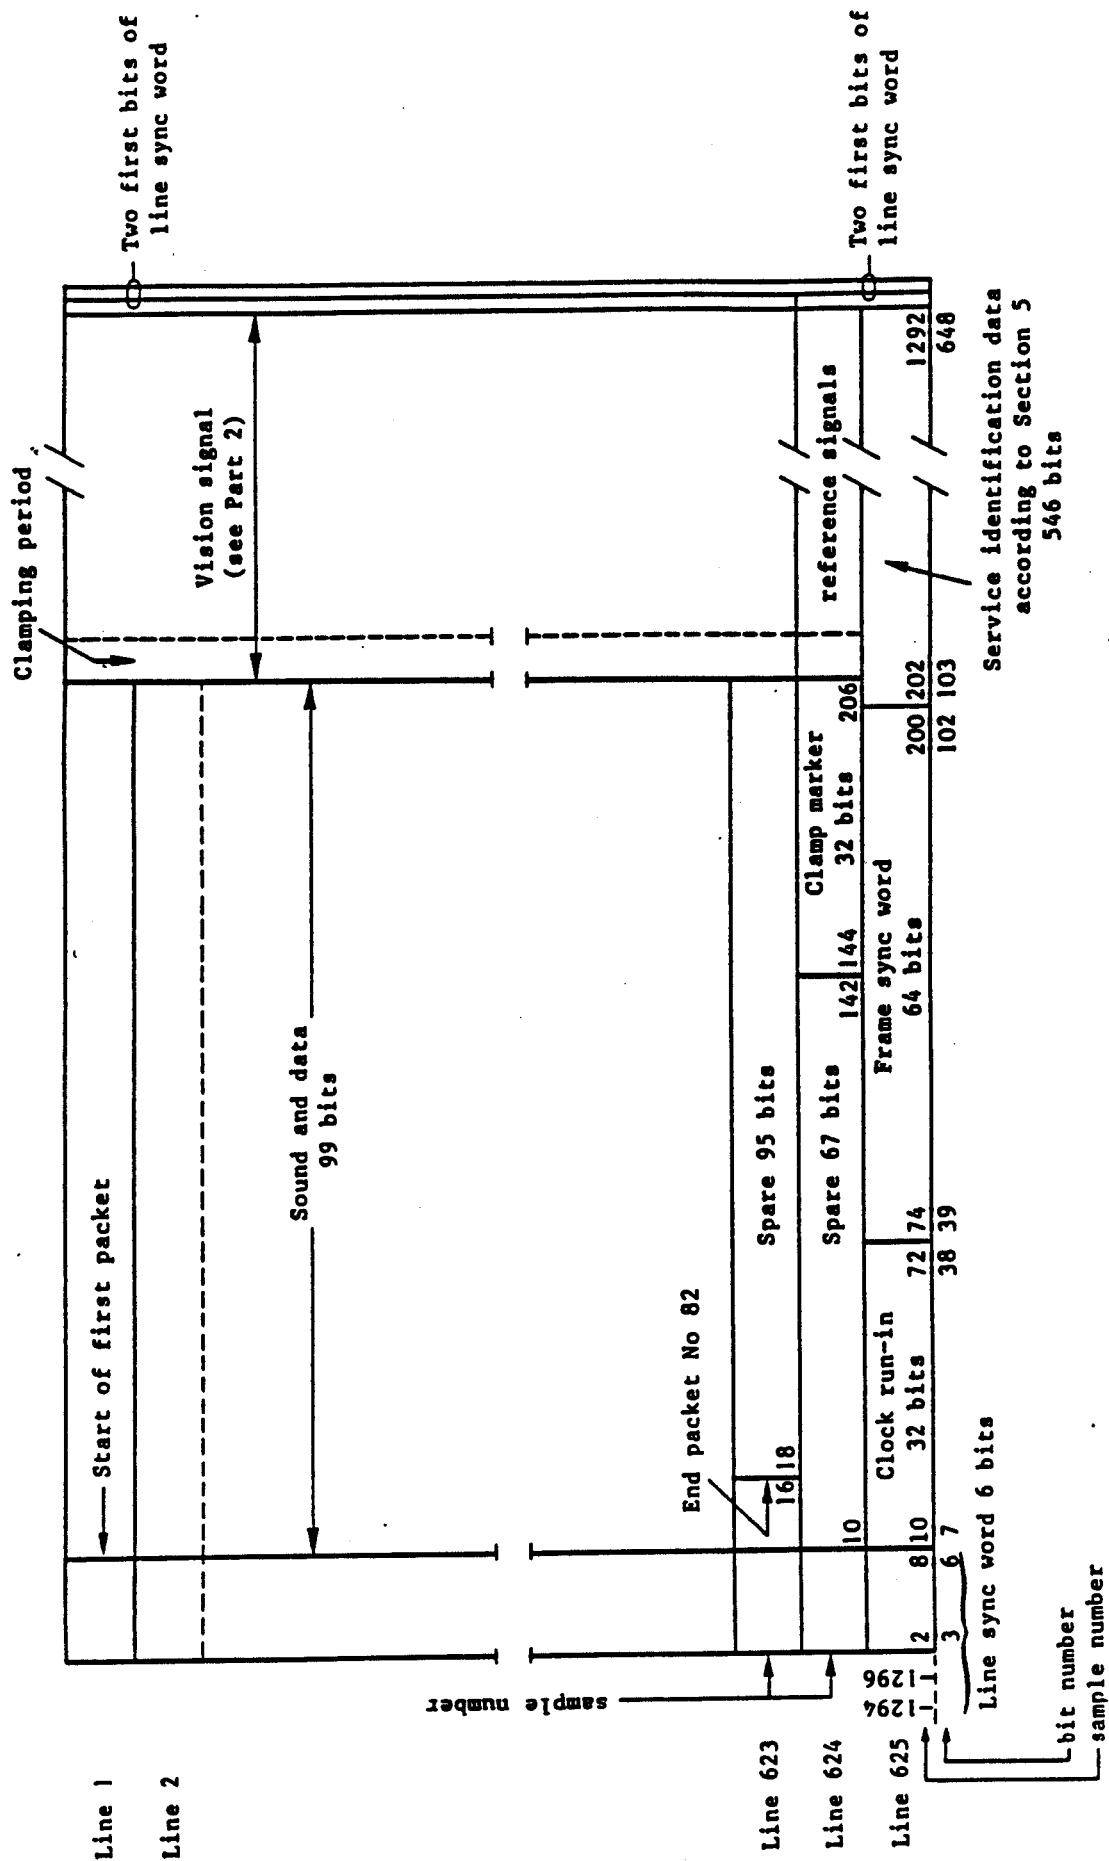 Line 1
Line 2
Start of first packet
Clamping period
Two first bits of
line sync word
Vision signal
(see Part 2)
Sound and data
99 bits
End packet No 82
sample number
Line 623
16 18
Spare 95 bits
Line 624
10
Spare 67 bits
142 144
Clamp marker
32 bits
206
reference signals
Two first bits of
line sync word
Line 625
1294 1296
2 8 10
Clock run-in
32 bits
72 74
Frame sync word
64 bits
200 202
1292
3 6 7
38 39
102 103
648
Line sync word 6 bits
bit number
sample number
Service identification data
according to Section 5
546 bits